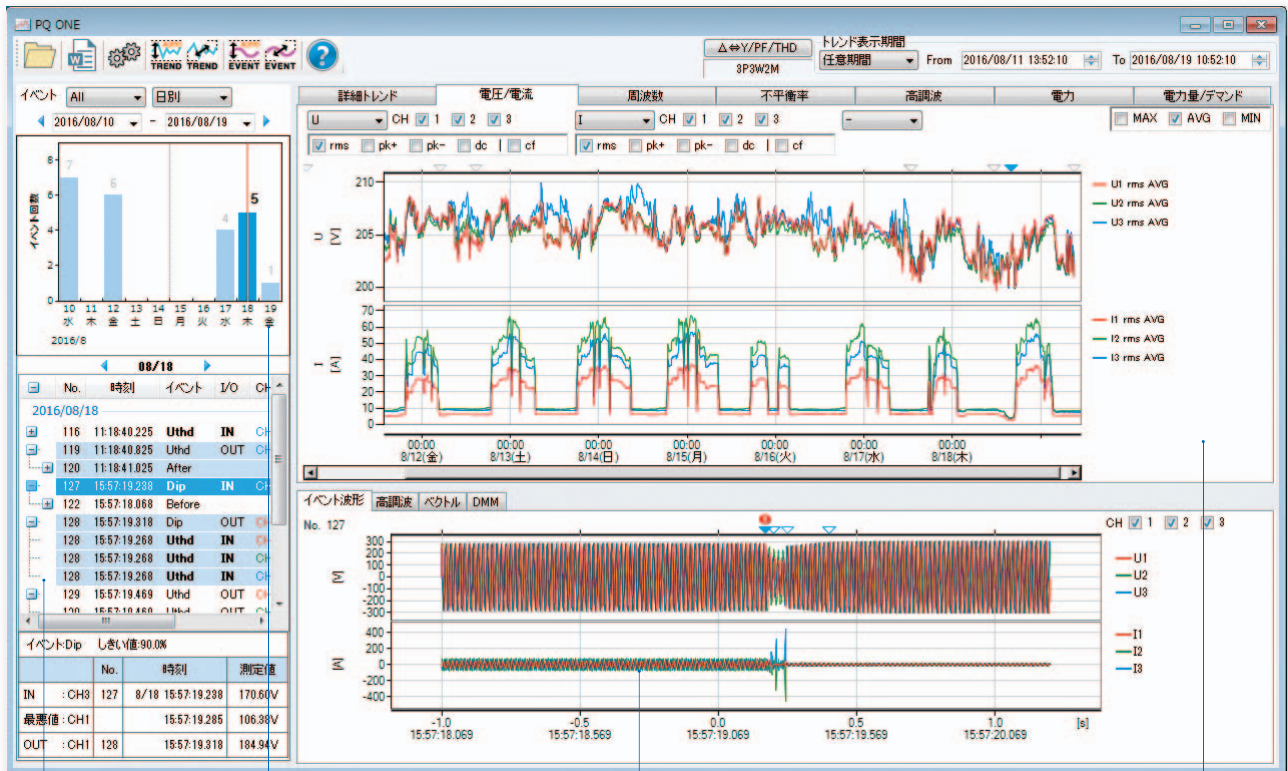 PQ ONE
TREND TREND EVENT EVENT
Δ⇔Y/PF/THD
3P3W2M
トレンド表示期間
任意期間 From 2016/08/11 13:52:10 To 2016/08/19 10:52:10
イベント All 日別
2016/08/10 - 2016/08/19
イベント回数
8
6
4
2
0
7 6 4 5 1
10 11 12 13 14 15 16 17 18 19
水 木 金 土 日 月 火 水 木 金
2016/8
08/18
No. 時刻 イベント I/O CH
2016/08/18
116 11:18:40.225 Uthd IN CH
119 11:18:40.825 Uthd OUT CH
120 11:18:41.025 After
127 15:57:19.238 Dip IN CH
122 15:57:18.068 Before
128 15:57:19.318 Dip OUT CH
128 15:57:19.268 Uthd IN CH
128 15:57:19.268 Uthd IN CH
128 15:57:19.268 Uthd IN CH
129 15:57:19.469 Uthd OUT CH
イベント:Dip しきい値:90.0%
No. 時刻 測定値
IN :CH3 127 8/18 15:57:19.238 170.60V
最悪値:CH1 15:57:19.285 106.38V
OUT :CH1 128 15:57:19.318 184.94V
詳細トレンド 電圧/電流 周波数 不平衡率 高調波 電力 電力量/デマンド
U CH 1 2 3 I CH 1 2 3 - MAX AVG MIN
rms pk+ pk- dc | cf rms pk+ pk- dc | cf
U [V]
210
205
200
U1 rms AVG
U2 rms AVG
U3 rms AVG
I [A]
70
60
50
40
30
20
10
0
I1 rms AVG
I2 rms AVG
I3 rms AVG
00:00 00:00 00:00 00:00 00:00 00:00 00:00
8/12(金) 8/13(土) 8/14(日) 8/15(月) 8/16(火) 8/17(水) 8/18(木)
イベント波形 高調波 ベクトル DMM
No. 127 CH 1 2 3
[V]
300
200
100
0
-100
-200
-300
U1
U2
U3
[A]
400
200
0
-200
-400
I1
I2
I3
-1.0 -0.5 0.0 0.5 1.0 [s]
15:57:18.069 15:57:18.569 15:57:19.069 15:57:19.569 15:57:20.069